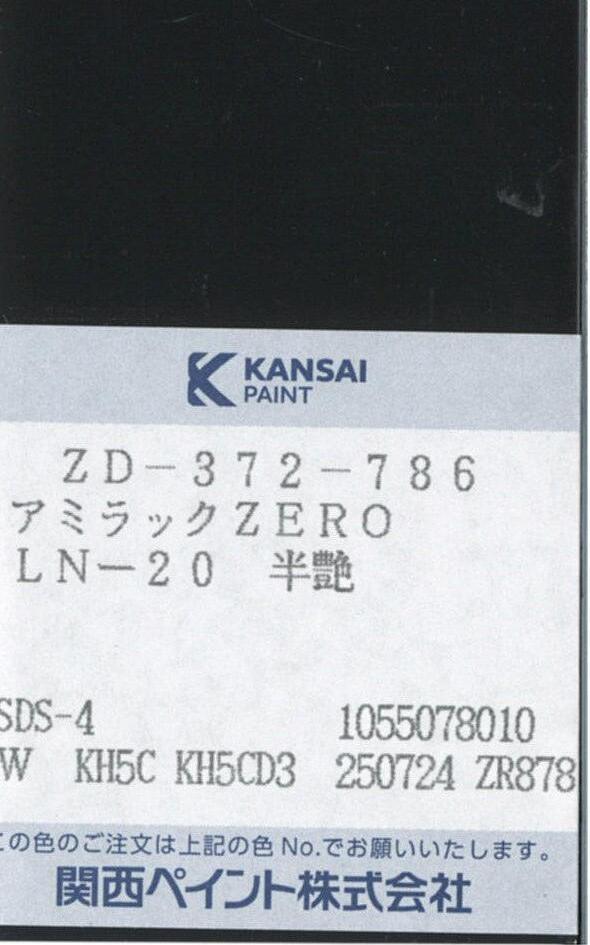 KANSAI
PAINT
ZD-372-786
アミラックZERO
LN-20 半艶
SDS-4 1055078010
W KH5C KH5CD3 250724 ZR878
この色のご注文は上記の色No.でお願いいたします。
関西ペイント株式会社